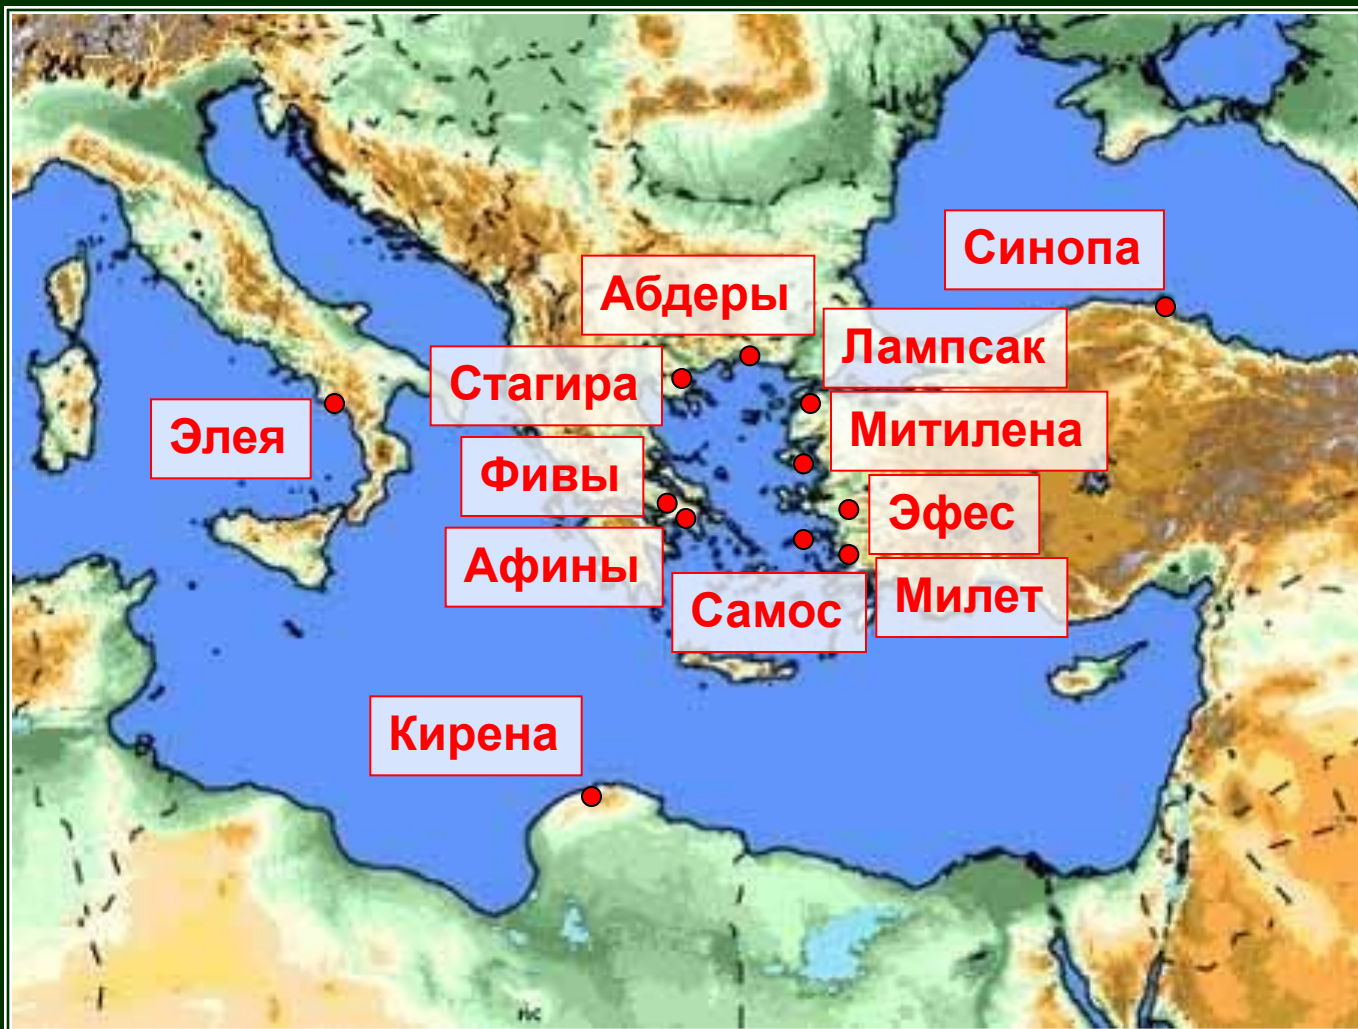 Синопа
Абдеры
Лампсак
Стагира
Элея
Митилена
Фивы
Эфес
Афины
Самос
Милет
Кирена